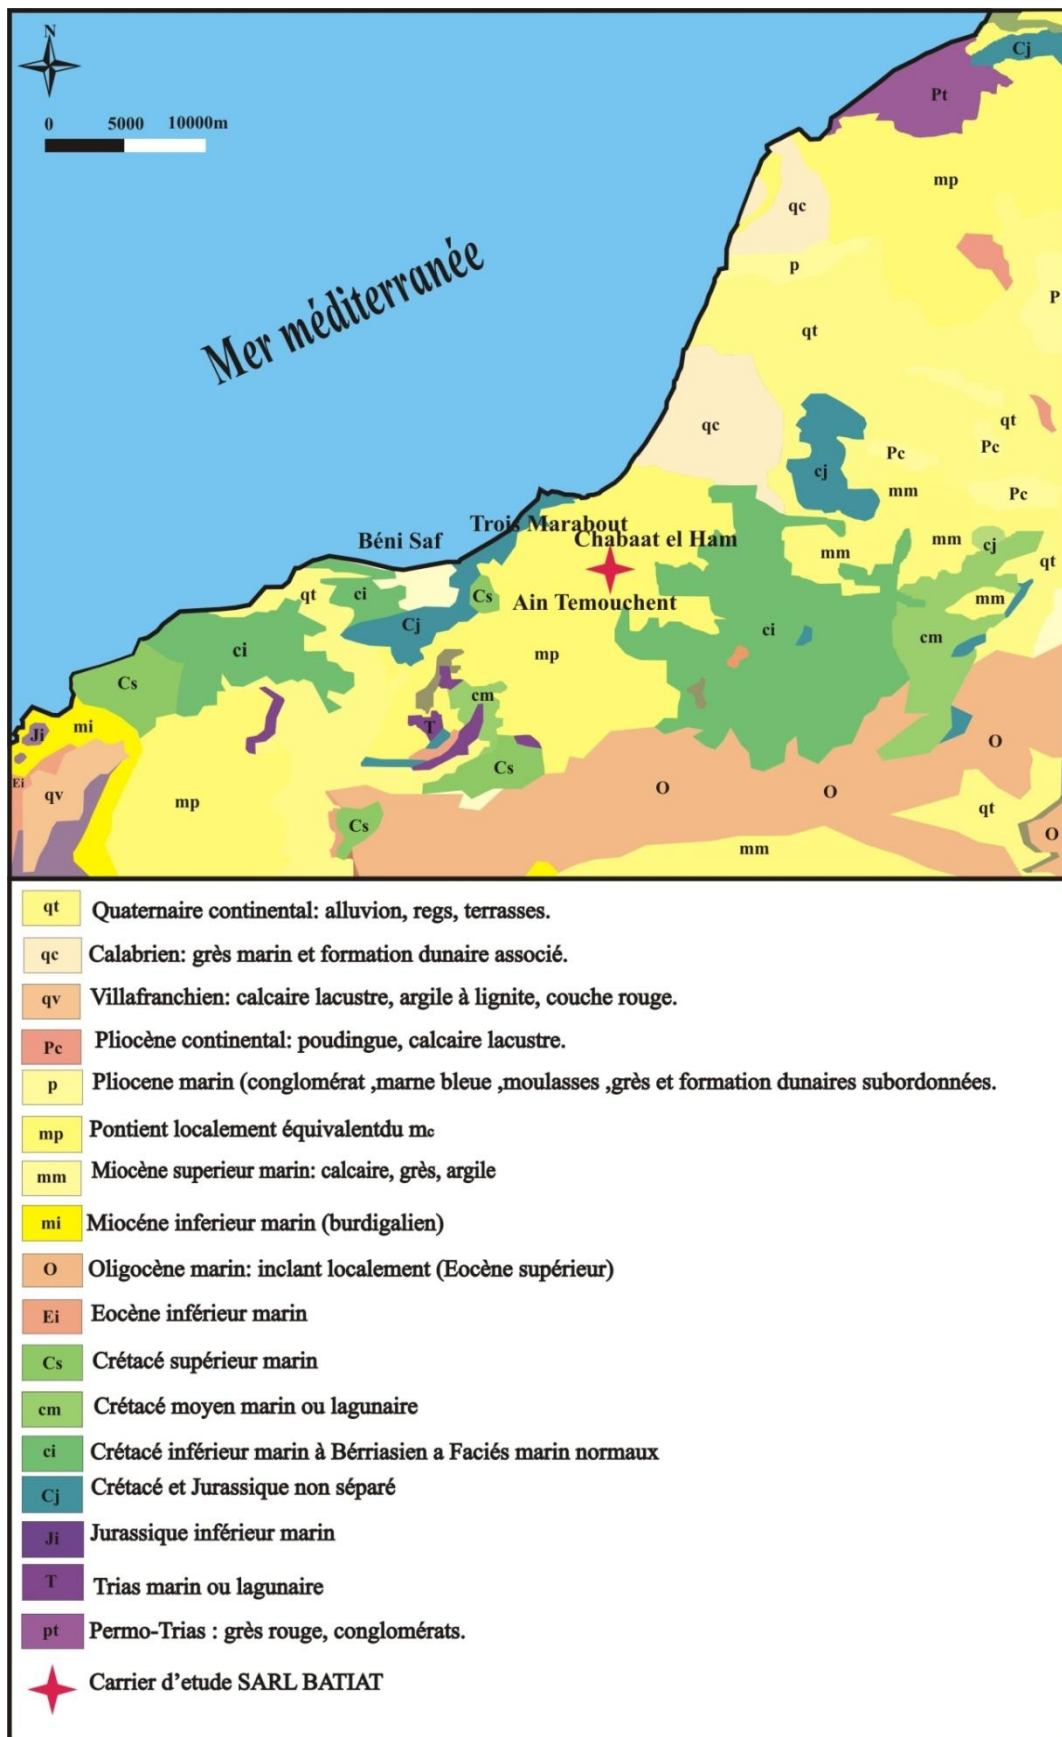 N
0 5000 10000m
Cj
Pt
mp
qc
p
P
Mer méditerranée
qt
qc
qt
Pc
Pc
cj
mm
Pc
Trois Marabout
Béni Saf
Chabaat el Ham
mm
mm
cj
qt
qt
ci
Cs
Ain Temouchent
mm
Cj
ci
cm
ci
mp
Cs
cm
mi
T
Ji
O
Cs
Ei
qv
mp
O
O
qt
Cs
O
mm
qt Quaternaire continental: alluvion, regs, terrasses.
qc Calabrien: grès marin et formation dunaire associé.
qv Villafranchien: calcaire lacustre, argile à lignite, couche rouge.
Pc Pliocène continental: poudingue, calcaire lacustre.
p Pliocene marin (conglomérat ,marne bleue ,moulasses ,grès et formation dunaires subordonnées.
mp Pontient localement équivalentdu mc
mm Miocène superieur marin: calcaire, grès, argile
mi Miocéne inferieur marin (burdigalien)
O Oligocène marin: inclant localement (Eocène supérieur)
Ei Eocène inférieur marin
Cs Crétacé supérieur marin
cm Crétacé moyen marin ou lagunaire
ci Crétacé inférieur marin à Bérriasien a Faciés marin normaux
Cj Crétacé et Jurassique non séparé
Ji Jurassique inférieur marin
T Trias marin ou lagunaire
pt Permo-Trias : grès rouge, conglomérats.
Carrier d'etude SARL BATIAT